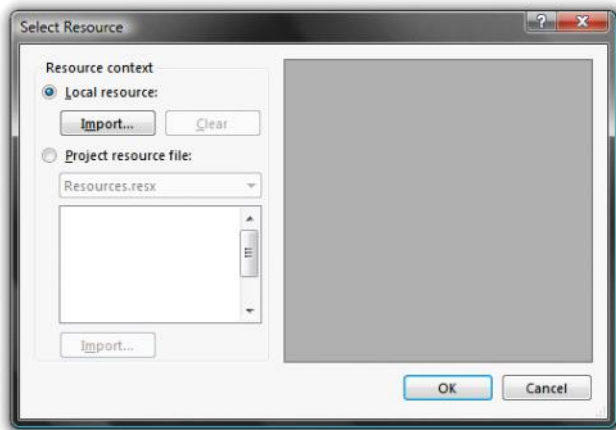 Select Resource
Resource context
Local resource:
Import...
Clear
Project resource file:
Resources.resx
Import...
OK
Cancel